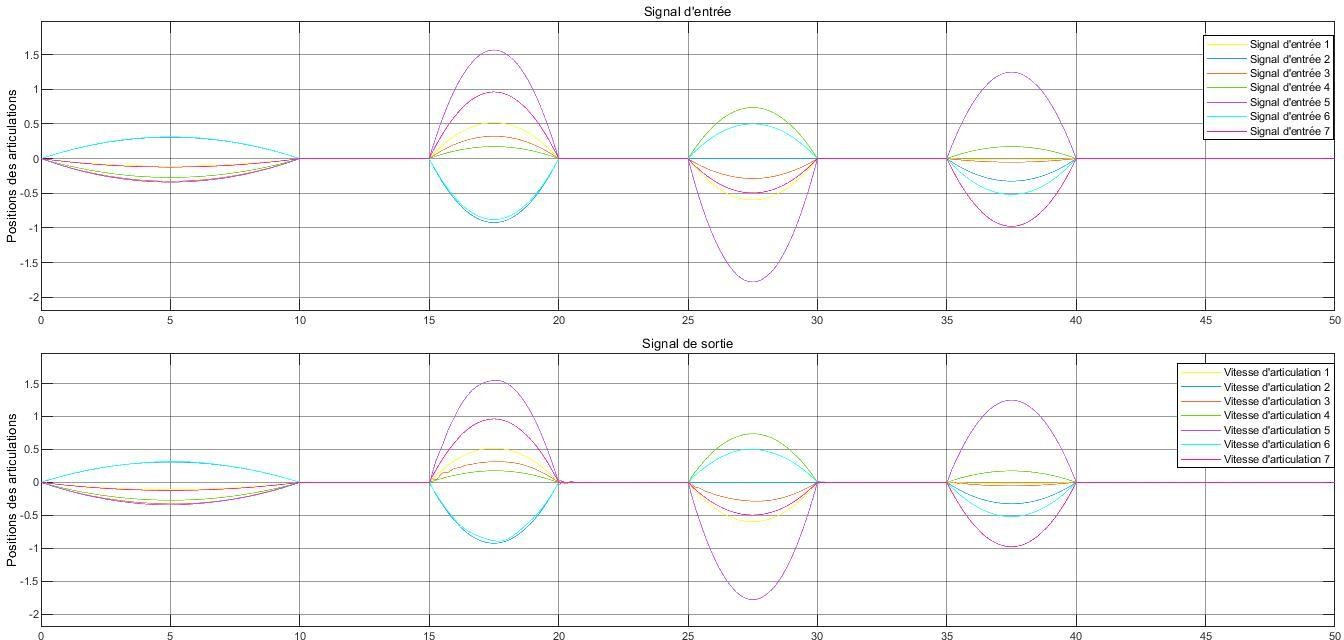 Signal d'entrée
Positions des articulations
1.5
1
0.5
0
-0.5
-1
-1.5
-2
0 5 10 15 20 25 30 35 40 45 50
Signal d'entrée 1
Signal d'entrée 2
Signal d'entrée 3
Signal d'entrée 4
Signal d'entrée 5
Signal d'entrée 6
Signal d'entrée 7
Signal de sortie
Positions des articulations
1.5
1
0.5
0
-0.5
-1
-1.5
-2
0 5 10 15 20 25 30 35 40 45 50
Vitesse d'articulation 1
Vitesse d'articulation 2
Vitesse d'articulation 3
Vitesse d'articulation 4
Vitesse d'articulation 5
Vitesse d'articulation 6
Vitesse d'articulation 7